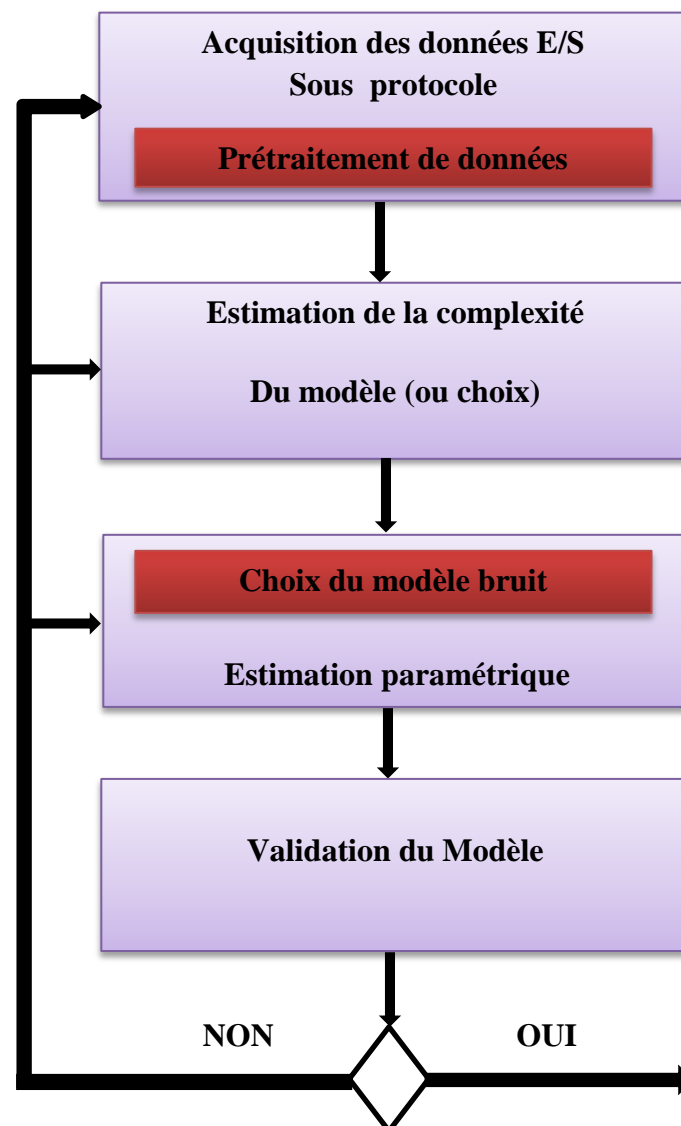 Acquisition des données E/S
Sous protocole
Prétraitement de données
Estimation de la complexité
Du modèle (ou choix)
Choix du modèle bruit
Estimation paramétrique
Validation du Modèle
NON
OUI